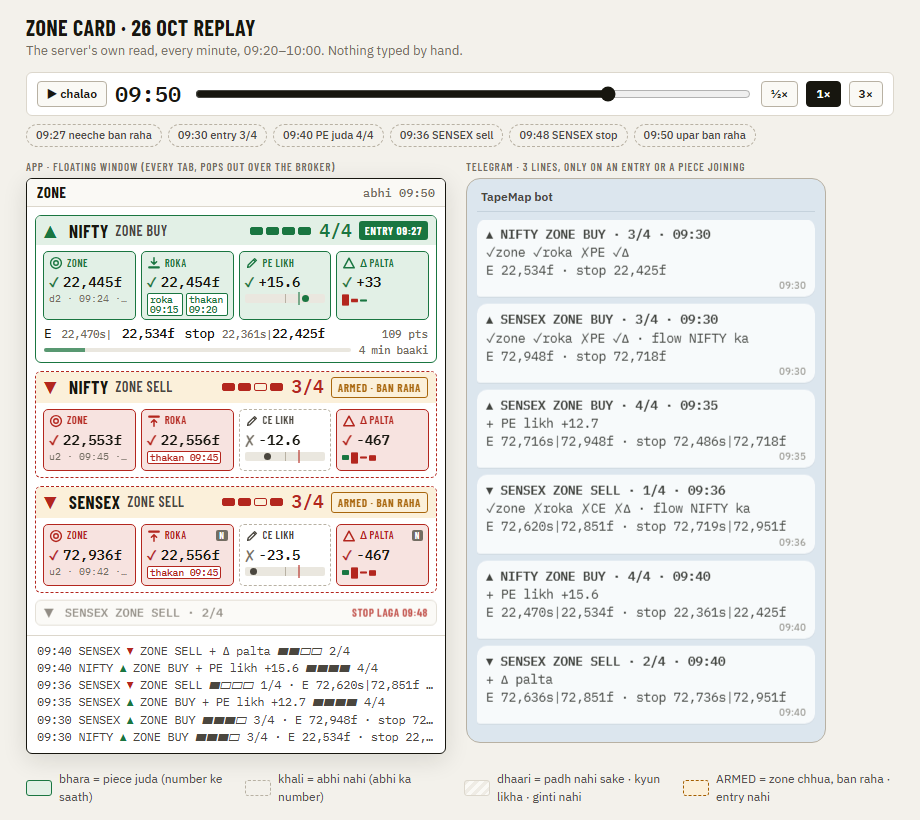 ZONE CARD · 26 OCT REPLAY
The server's own read, every minute, 09:20–10:00. Nothing typed by hand.
▶ chalao 09:50 ½× 1× 3×
09:27 neeche ban raha 09:30 entry 3/4 09:40 PE juda 4/4 09:36 SENSEX sell 09:48 SENSEX stop 09:50 upar ban raha
APP · FLOATING WINDOW (EVERY TAB, POPS OUT OVER THE BROKER)
ZONE abhi 09:50
▲ NIFTY ZONE BUY 4/4 ENTRY 09:27
ZONE
✓ 22,445f
d2 · 09:24 ·…
ROKA
✓ 22,454f
roka 09:15
thakan 09:20
PE LIKH
✓ +15.6
Δ PALTA
✓ +33
E 22,470s| 22,534f stop 22,361s|22,425f 109 pts
4 min baaki
▼ NIFTY ZONE SELL 3/4 ARMED · BAN RAHA
ZONE
✓ 22,553f
u2 · 09:45 ·…
ROKA
✓ 22,556f
thakan 09:45
CE LIKH
✗ -12.6
Δ PALTA
✓ -467
▼ SENSEX ZONE SELL 3/4 ARMED · BAN RAHA
ZONE
✓ 72,936f
u2 · 09:42 ·…
ROKA N
✓ 22,556f
thakan 09:45
CE LIKH
✗ -23.5
Δ PALTA N
✓ -467
▼ SENSEX ZONE SELL · 2/4 STOP LAGA 09:48
09:40 SENSEX ▼ ZONE SELL + Δ palta ▰▰▱▱ 2/4
09:40 NIFTY ▲ ZONE BUY + PE likh +15.6 ▰▰▰▰ 4/4
09:36 SENSEX ▼ ZONE SELL ▰▱▱▱ 1/4 · E 72,620s|72,851f …
09:35 SENSEX ▲ ZONE BUY + PE likh +12.7 ▰▰▰▰ 4/4
09:30 SENSEX ▲ ZONE BUY ▰▰▰▱ 3/4 · E 72,948f · stop 72…
09:30 NIFTY ▲ ZONE BUY ▰▰▰▱ 3/4 · E 22,534f · stop 22,…
TELEGRAM · 3 LINES, ONLY ON AN ENTRY OR A PIECE JOINING
TapeMap bot
▲ NIFTY ZONE BUY · 3/4 · 09:30
✓zone ✓roka ✗PE ✓Δ
E 22,534f · stop 22,425f
09:30
▲ SENSEX ZONE BUY · 3/4 · 09:30
✓zone ✓roka ✗PE ✓Δ · flow NIFTY ka
E 72,948f · stop 72,718f
09:30
▲ SENSEX ZONE BUY · 4/4 · 09:35
+ PE likh +12.7
E 72,716s|72,948f · stop 72,486s|72,718f
09:35
▼ SENSEX ZONE SELL · 1/4 · 09:36
✓zone ✗roka ✗CE ✗Δ · flow NIFTY ka
E 72,620s|72,851f · stop 72,719s|72,951f
09:36
▲ NIFTY ZONE BUY · 4/4 · 09:40
+ PE likh +15.6
E 22,470s|22,534f · stop 22,361s|22,425f
09:40
▼ SENSEX ZONE SELL · 2/4 · 09:40
+ Δ palta
E 72,636s|72,851f · stop 72,736s|72,951f
09:40
bhara = piece juda (number ke
saath)
khali = abhi nahi (abhi ka
number)
dhaari = padh nahi sake · kyun
likha · ginti nahi
ARMED = zone chhua, ban raha ·
entry nahi